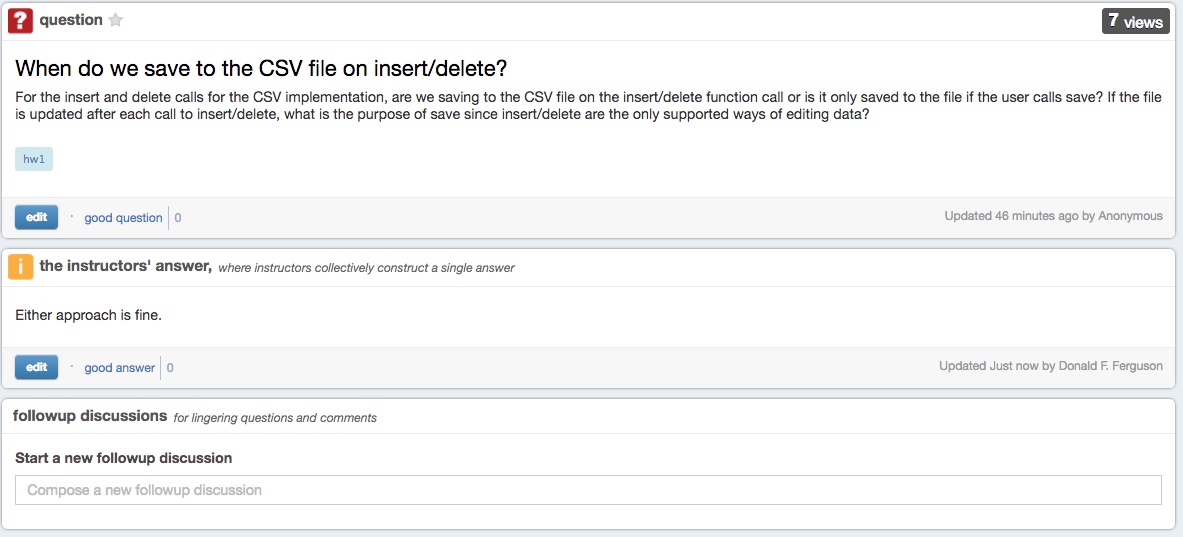 ? question
7 views
When do we save to the CSV file on insert/delete?
For the insert and delete calls for the CSV implementation, are we saving to the CSV file on the insert/delete function call or is it only saved to the file if the user calls save? If the file
is updated after each call to insert/delete, what is the purpose of save since insert/delete are the only supported ways of editing data?
hw1
edit · good question 0
Updated 46 minutes ago by Anonymous
i the instructors' answer, where instructors collectively construct a single answer
Either approach is fine.
edit · good answer 0
Updated Just now by Donald F. Ferguson
followup discussions for lingering questions and comments
Start a new followup discussion
Compose a new followup discussion